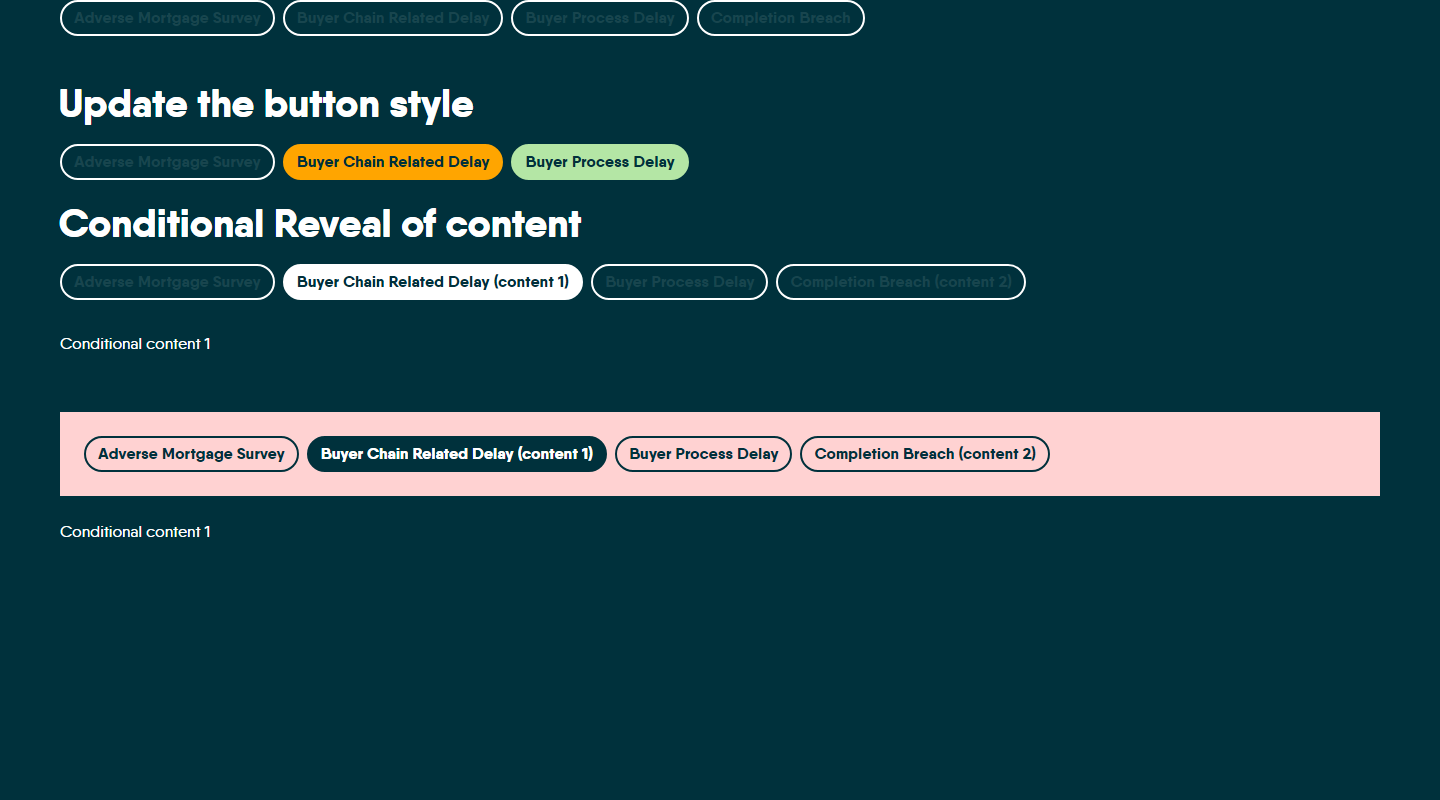 Adverse Mortgage Survey Buyer Chain Related Delay Buyer Process Delay Completion Breach
Update the button style
Adverse Mortgage Survey Buyer Chain Related Delay Buyer Process Delay
Conditional Reveal of content
Adverse Mortgage Survey Buyer Chain Related Delay (content 1) Buyer Process Delay Completion Breach (content 2)
Conditional content 1
Adverse Mortgage Survey Buyer Chain Related Delay (content 1) Buyer Process Delay Completion Breach (content 2)
Conditional content 1